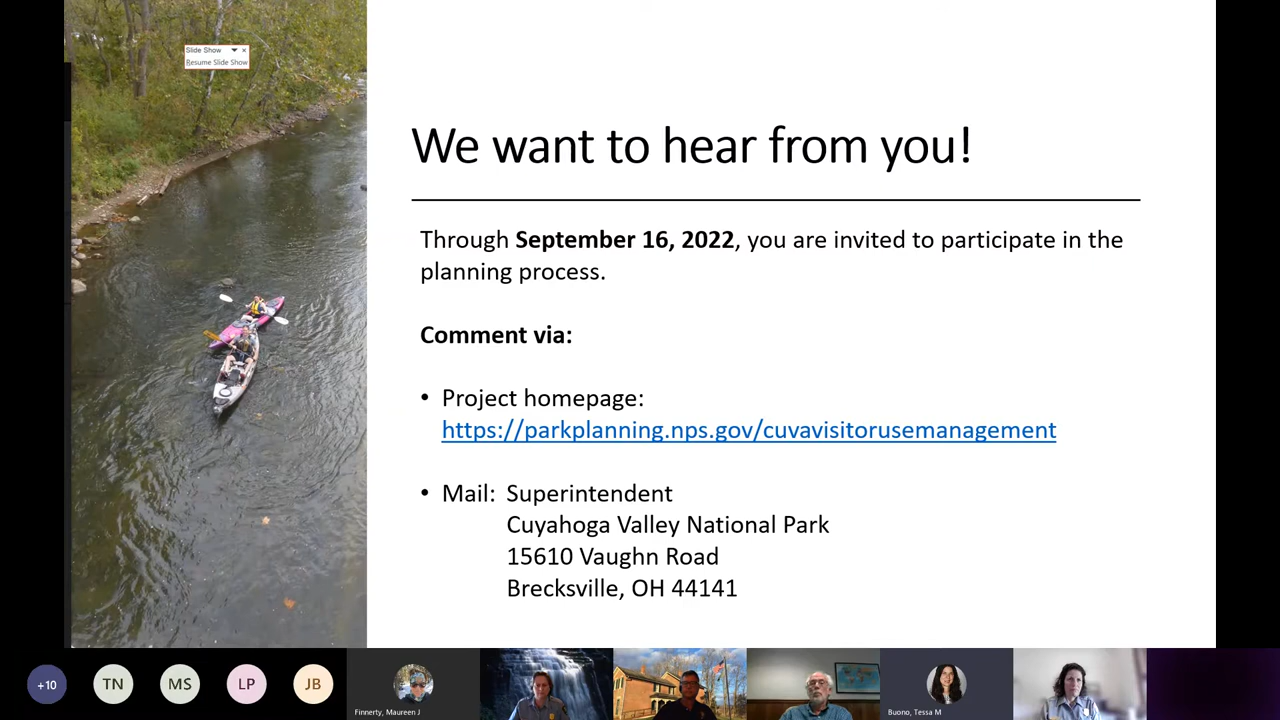 Slide Show
Resume Slide Show
We want to hear from you!
Through September 16, 2022, you are invited to participate in the
planning process.
Comment via:
• Project homepage:
https://parkplanning.nps.gov/cuvavisitorusemanagement
• Mail: Superintendent
Cuyahoga Valley National Park
15610 Vaughn Road
Brecksville, OH 44141
+10
TN
MS
LP
JB
Finnerty, Maureen J
Buono, Tessa M